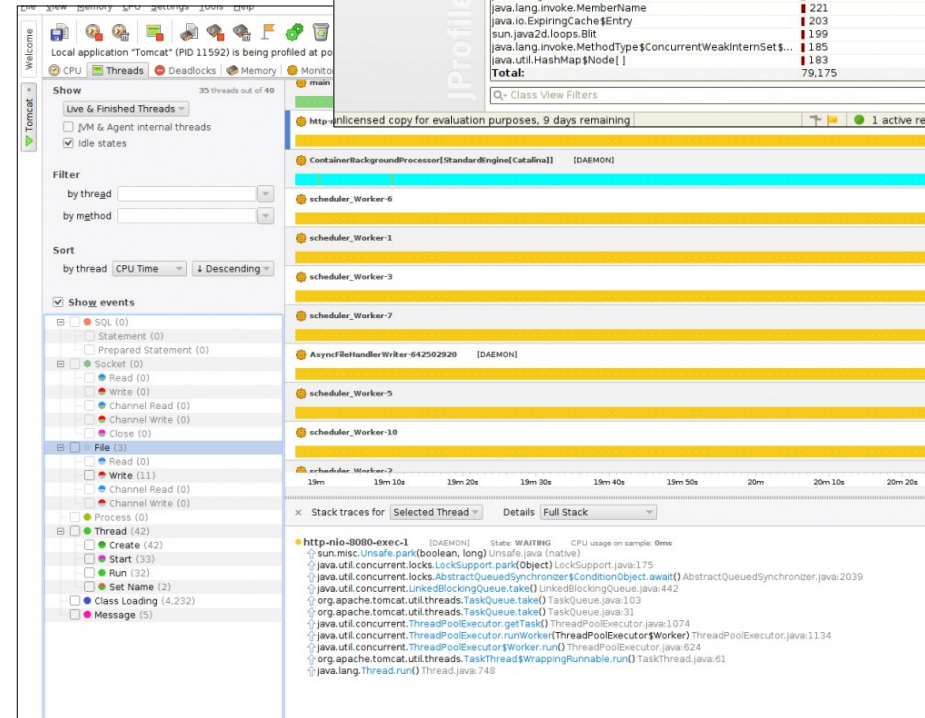 File View Memory CPU Settings Tools Help
java.lang.invoke.MemberName 221
java.io.ExpiringCache$Entry 203
sun.java2d.loops.Blit 199
java.lang.invoke.MethodType$ConcurrentWeakInternSet$... 185
java.util.HashMap$Node[ ] 183
Total: 79,175
Class View Filters
JProfile
nlicensed copy for evaluation purposes, 9 days remaining
1 active re
Welcome
Tomcat
Local application "Tomcat" (PID 11592) is being profiled at po
CPU Threads Deadlocks Memory Monito
Show 35 threads out of 40
Live & Finished Threads
JVM & Agent internal threads
Idle states
Filter
by thread
by method
Sort
by thread CPU Time ↓ Descending
Show events
SQL (0)
Statement (0)
Prepared Statement (0)
Socket (0)
Read (0)
Write (0)
Channel Read (0)
Channel Write (0)
Close (0)
File (3)
Read (0)
Write (11)
Channel Read (0)
Channel Write (0)
Process (0)
Thread (42)
Create (42)
Start (33)
Run (32)
Set Name (2)
Class Loading (4,232)
Message (5)
main
http-
ContainerBackgroundProcessor[StandardEngine[Catalina]] [DAEMON]
scheduler_Worker-6
scheduler_Worker-1
scheduler_Worker-3
scheduler_Worker-7
AsyncFileHandlerWriter-642502920 [DAEMON]
scheduler_Worker-5
scheduler_Worker-10
scheduler_Worker-2
19m 19m 10s 19m 20s 19m 30s 19m 40s 19m 50s 20m 20m 10s 20m 20s
× Stack traces for Selected Thread Details Full Stack
http-nio-8080-exec-1 [DAEMON] State: WAITING CPU usage on sample: 0ms
sun.misc.Unsafe.park(boolean, long) Unsafe.java (native)
java.util.concurrent.locks.LockSupport.park(Object) LockSupport.java:175
java.util.concurrent.locks.AbstractQueuedSynchronizer$ConditionObject.await() AbstractQueuedSynchronizer.java:2039
java.util.concurrent.LinkedBlockingQueue.take() LinkedBlockingQueue.java:442
org.apache.tomcat.util.threads.TaskQueue.take() TaskQueue.java:103
org.apache.tomcat.util.threads.TaskQueue.take() TaskQueue.java:31
java.util.concurrent.ThreadPoolExecutor.getTask() ThreadPoolExecutor.java:1074
java.util.concurrent.ThreadPoolExecutor.runWorker(ThreadPoolExecutor$Worker) ThreadPoolExecutor.java:1134
java.util.concurrent.ThreadPoolExecutor$Worker.run() ThreadPoolExecutor.java:624
org.apache.tomcat.util.threads.TaskThread$WrappingRunnable.run() TaskThread.java:61
java.lang.Thread.run() Thread.java:748